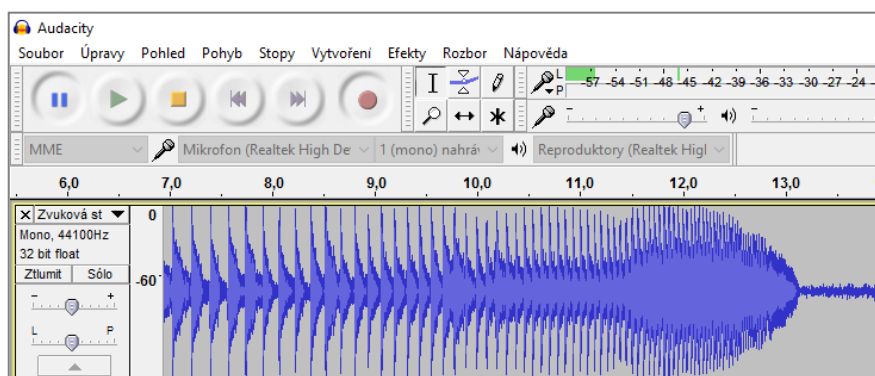 Audacity
Soubor Úpravy Pohled Pohyb Stopy Vytvoření Efekty Rozbor Nápověda
L
P
-57 -54 -51 -48 -45 -42 -39 -36 -33 -30 -27 -24 -
- +
-
MME Mikrofon (Realtek High De 1 (mono) nahráv Reproduktory (Realtek Higl
6,0 7,0 8,0 9,0 10,0 11,0 12,0 13,0
x Zvuková st 0
Mono, 44100Hz
32 bit float
Ztlumit Sólo -60
- +
L P